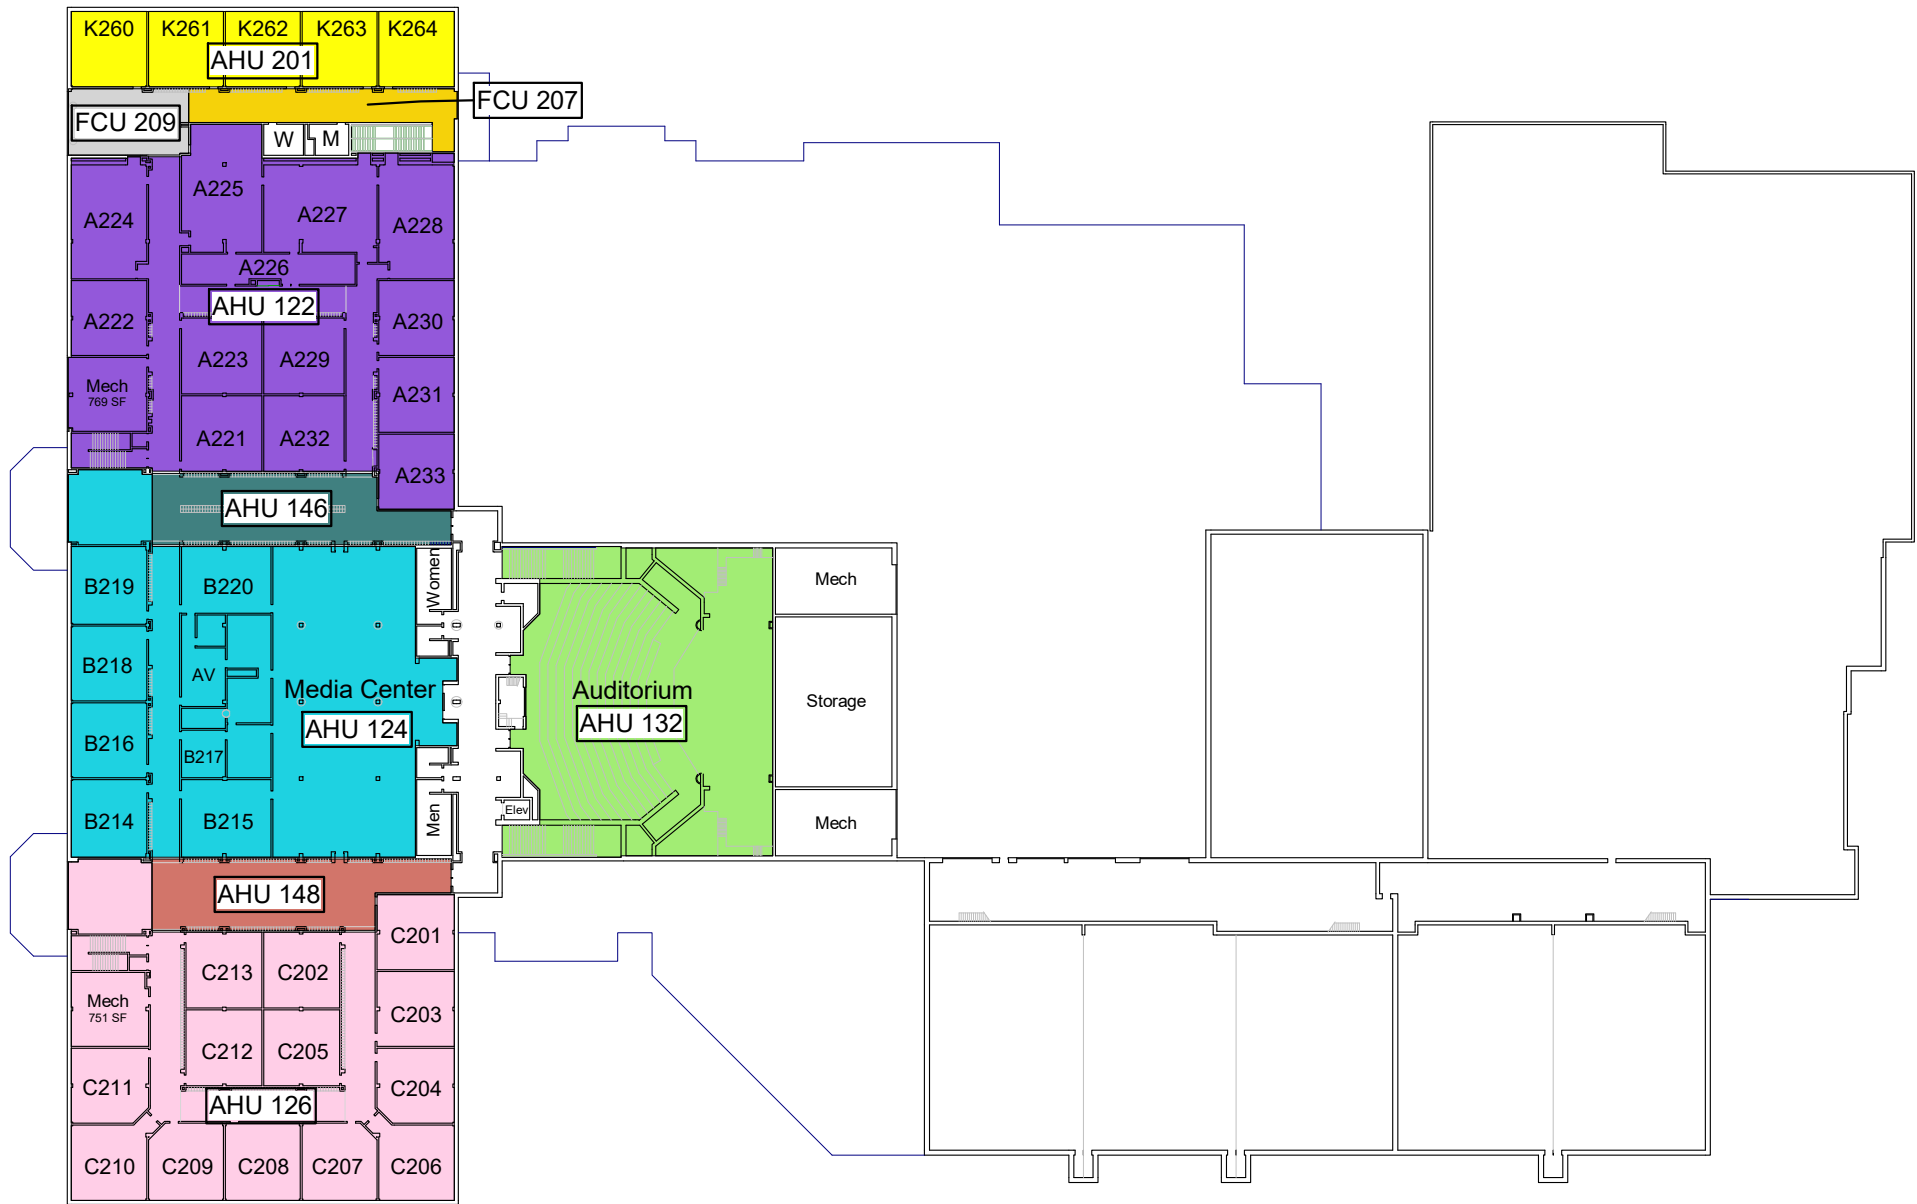 K260
K261
K262
K263
K264
AHU 201
FCU 207
FCU 209
W
M
A225
A224
A227
A228
A226
AHU 122
A222
A230
A223
A229
Mech
769 SF
A231
A221
A232
A233
AHU 146
B219
B220
Women
Mech
B218
AV
Media Center
Auditorium
Storage
AHU 124
AHU 132
B216
B217
B214
B215
Men
Elev
Mech
AHU 148
C201
C213
C202
Mech
751 SF
C203
C212
C205
C211
C204
AHU 126
C210
C209
C208
C207
C206